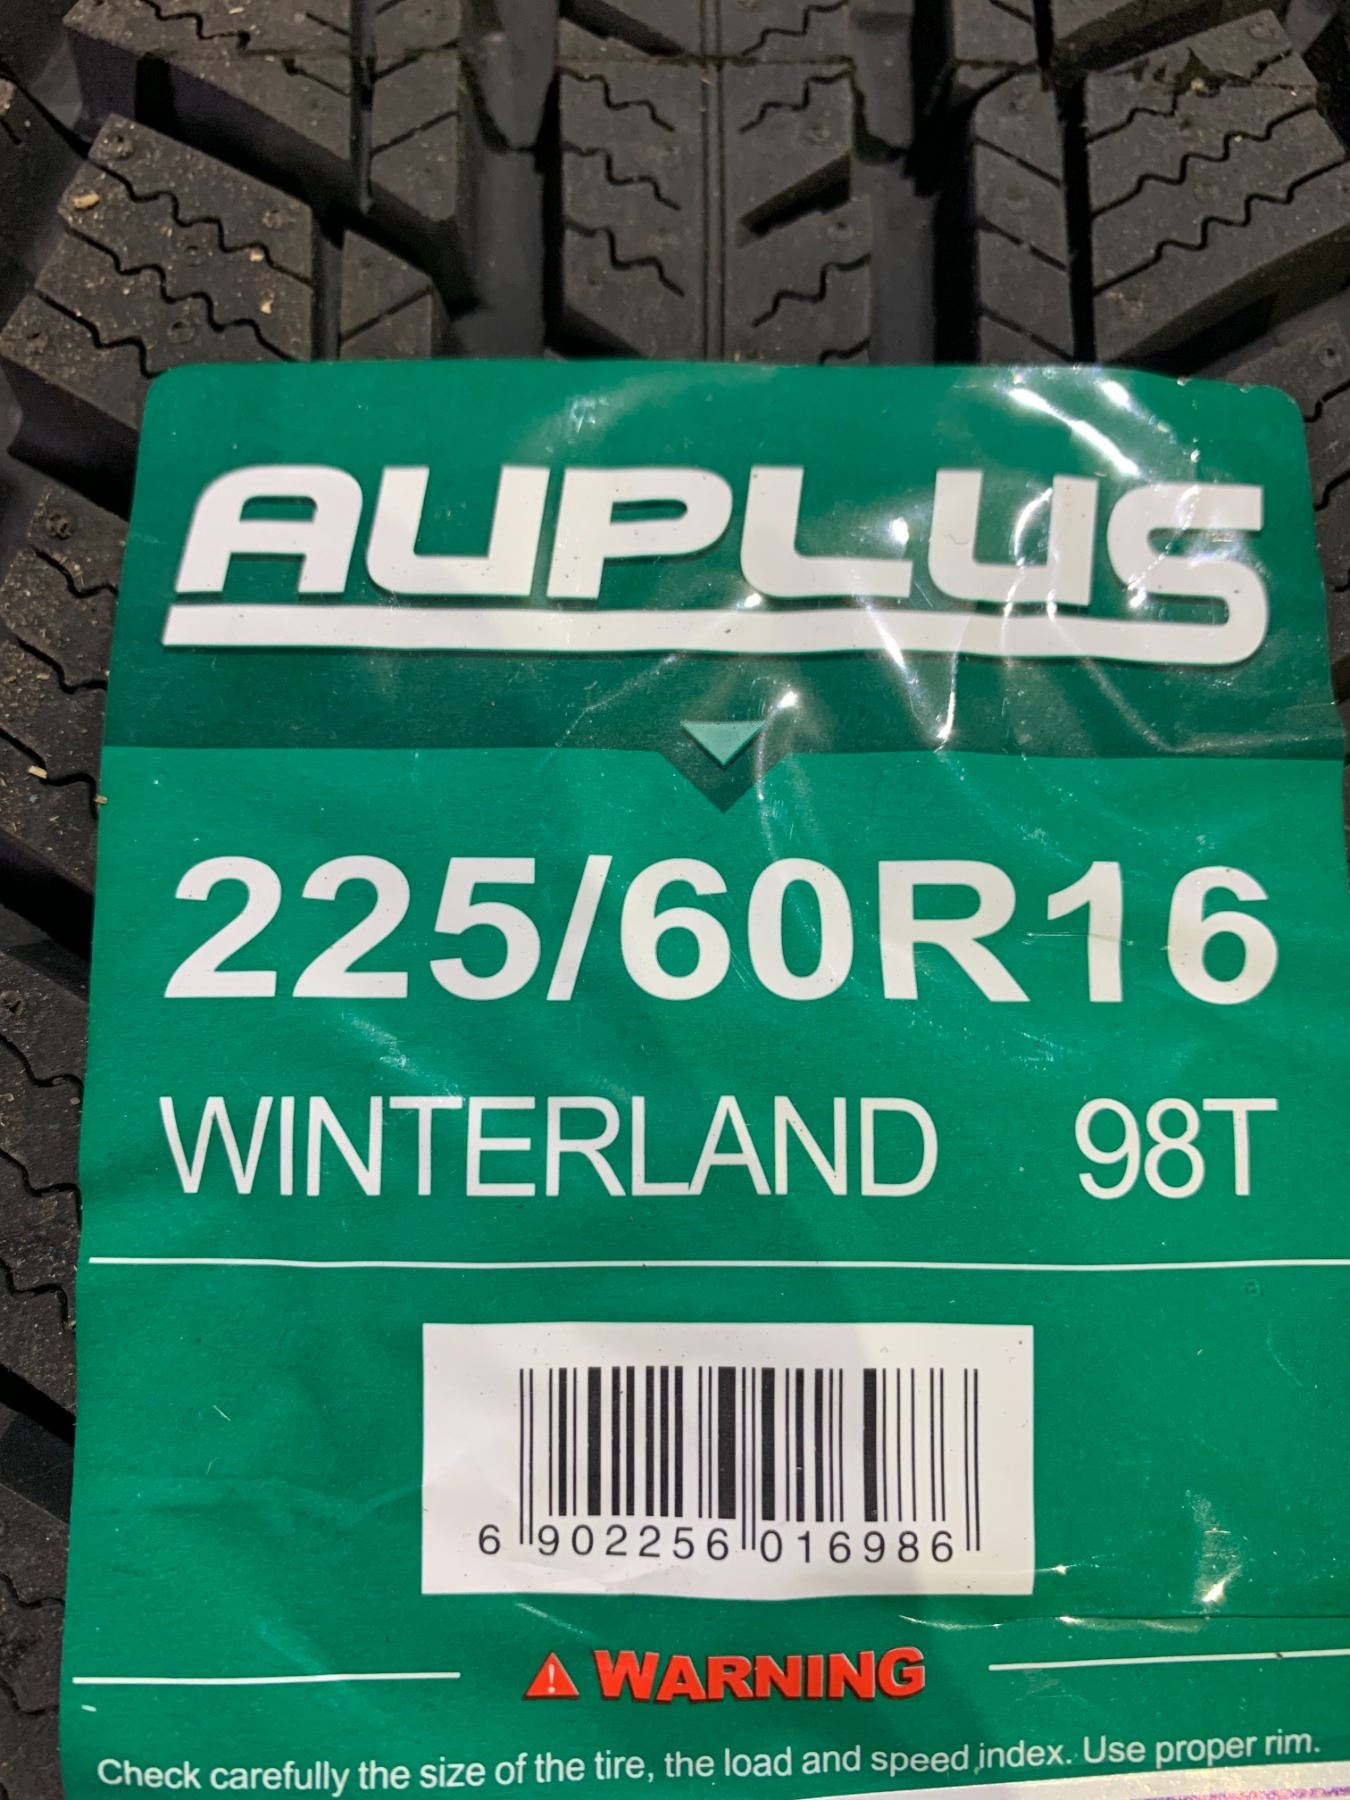 AUPLUS
225/60R16
WINTERLAND 98T
6 902256 016986
WARNING
Check carefully the size of the tire, the load and speed index. Use proper rim.